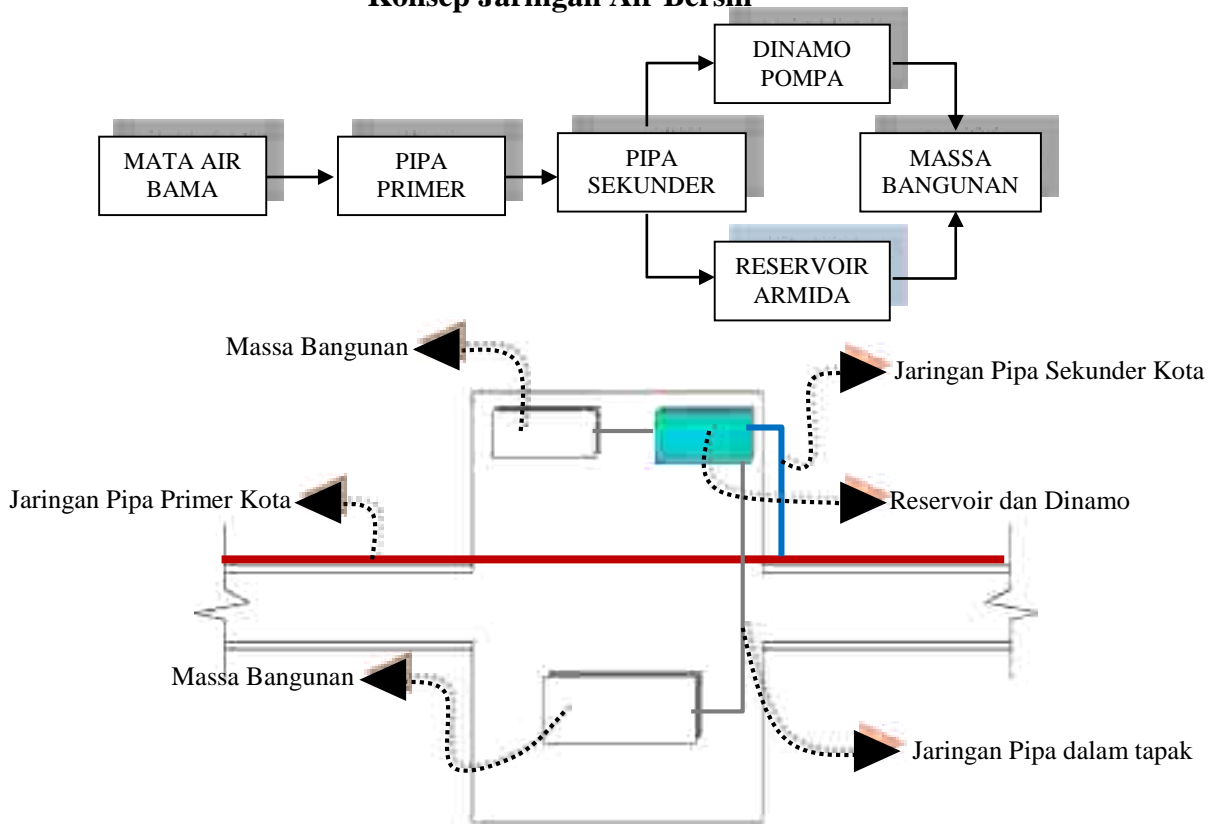 Konsep Jaringan Air Bersih
DINAMO
POMPA
MATA AIR
BAMA
PIPA
PRIMER
PIPA
SEKUNDER
MASSA
BANGUNAN
RESERVOIR
ARMIDA
Massa Bangunan
Jaringan Pipa Sekunder Kota
Jaringan Pipa Primer Kota
Reservoir dan Dinamo
Massa Bangunan
Jaringan Pipa dalam tapak